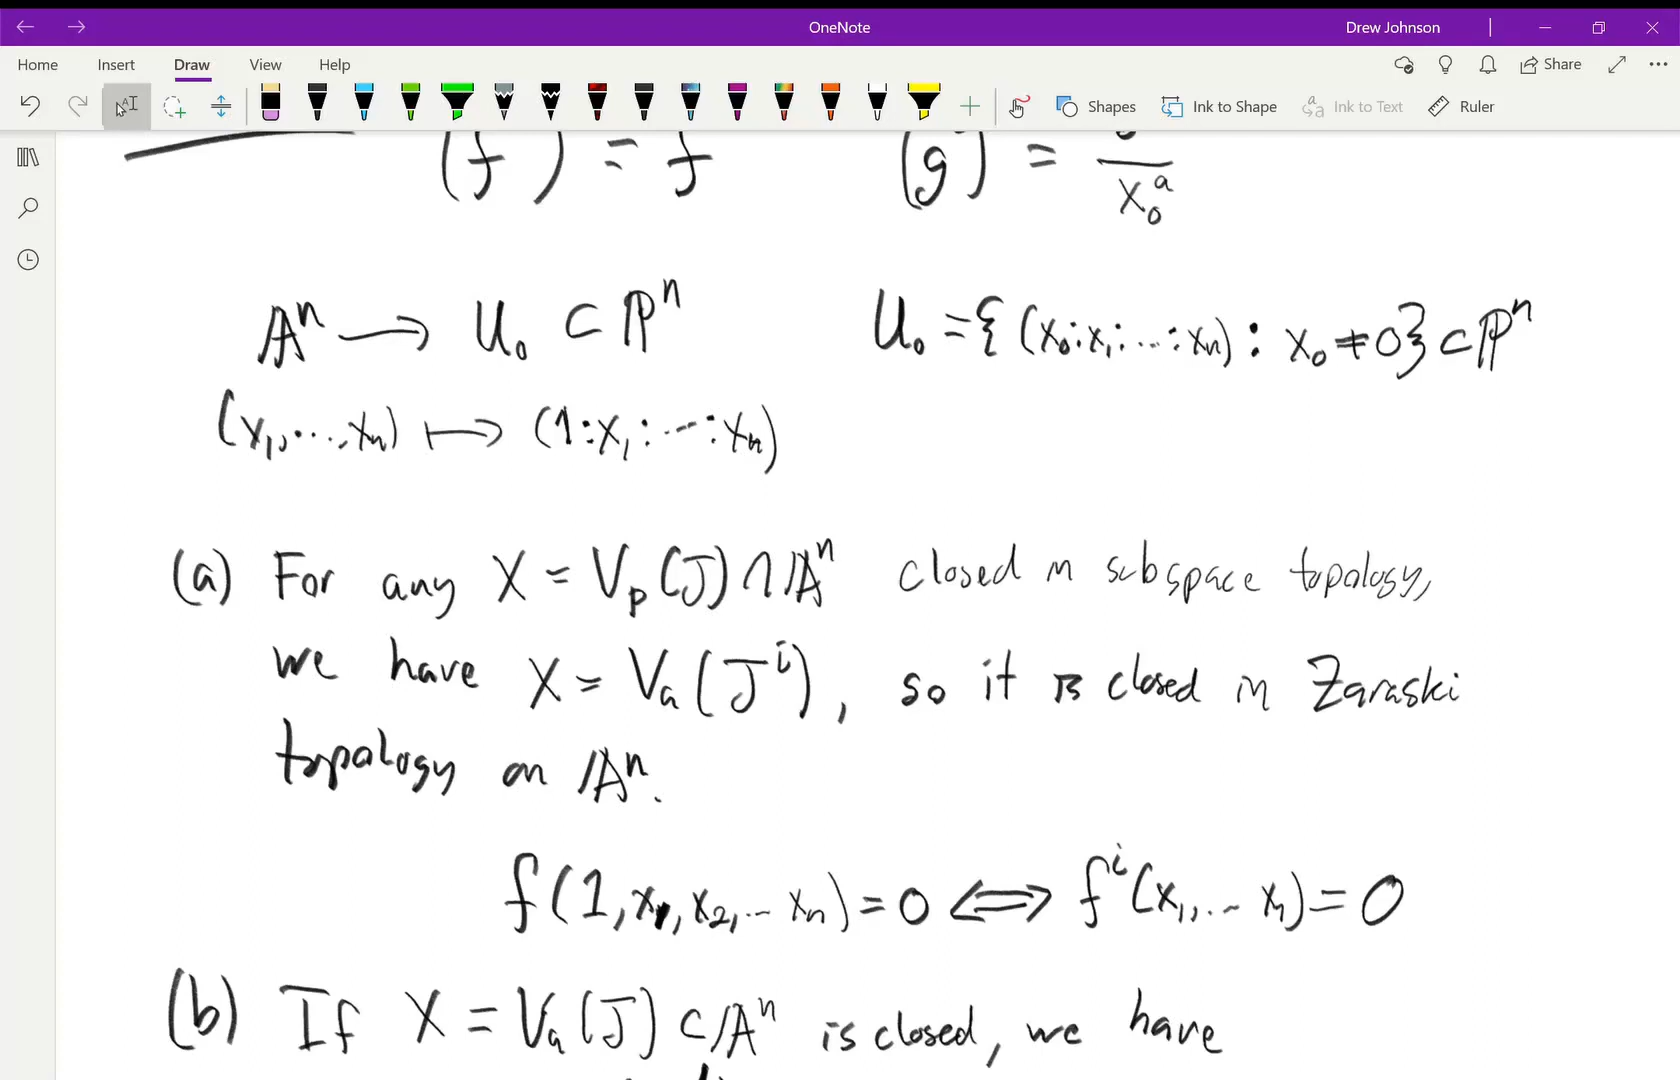 OneNote
Drew Johnson
Home Insert Draw View Help
Share
Shapes Ink to Shape Ink to Text Ruler
(f ) = f
(g ) = / x₀ᵃ
𝔸ⁿ ⟶ U₀ ⊂ ℙⁿ
U₀ = { (x₀:x₁:...:xₙ) : x₀ ≠ 0} ⊂ ℙⁿ
(x₁,...,xₙ) ⟼ (1:x₁:...:xₙ)
(a) For any X = Vₚ(J) ∩ 𝔸ⁿ closed in subspace topology,
we have X = Vₐ(Jⁱ), so it is closed in Zaraski
topology on 𝔸ⁿ.
f(1,x₁,x₂,... xₙ) = 0 ⟺ fⁱ(x₁,... xₙ) = 0
(b) If X = Vₐ(J) ⊂ 𝔸ⁿ is closed, we have